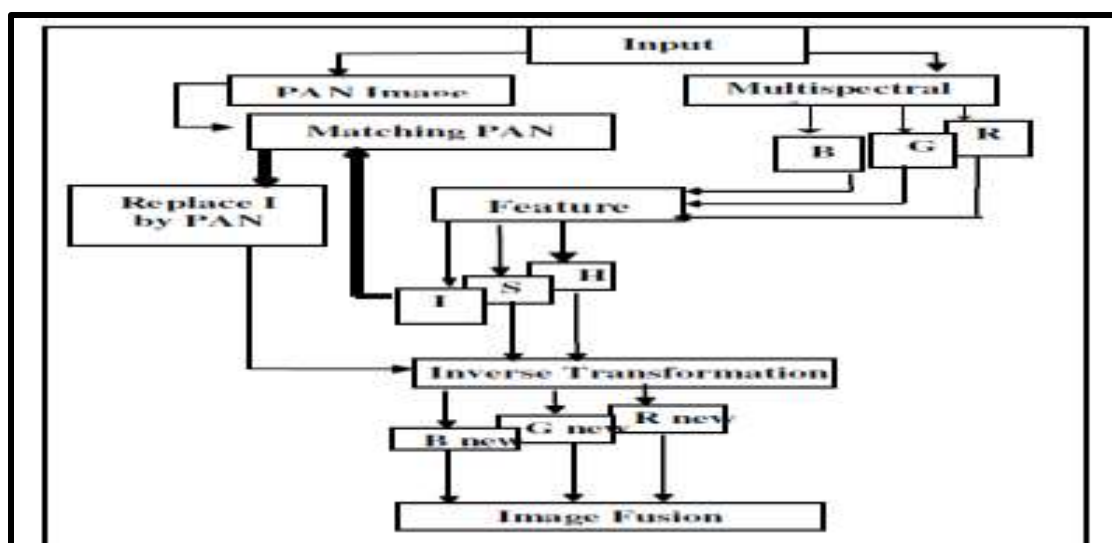 Input
PAN Image
Multispectral
Matching PAN
B
G
R
Replace I
by PAN
Feature
I
S
H
Inverse Transformation
B new
G new
R new
Image Fusion